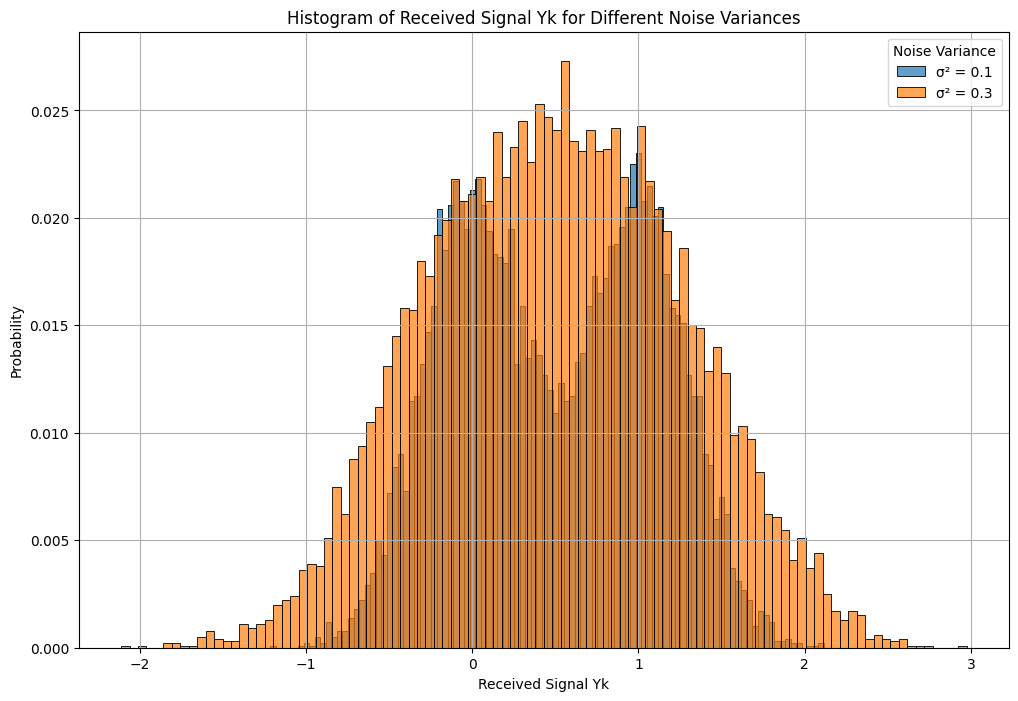 Histogram of Received Signal Yk for Different Noise Variances
Noise Variance
σ² = 0.1
σ² = 0.3
Probability
0.025
0.020
0.015
0.010
0.005
0.000
−2
−1
0
1
2
3
Received Signal Yk